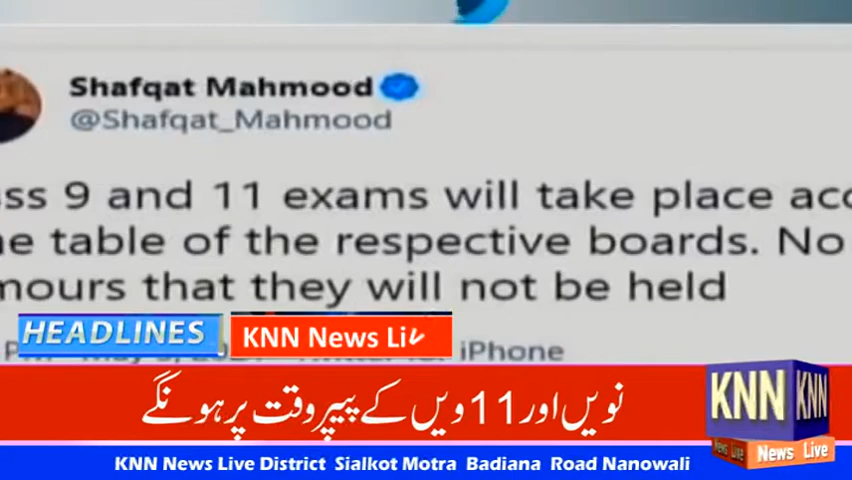 Shafqat Mahmood
@Shafqat_Mahmood
ss 9 and 11 exams will take place acc
e table of the respective boards. No
mours that they will not be held
iPhone
HEADLINES
KNN News Liv
نویں اور 11 ویں کے پیپر وقت پر ہونگے
KNN KNN
News Live News Live
KNN News Live District Sialkot Motra Badiana Road Nanowali